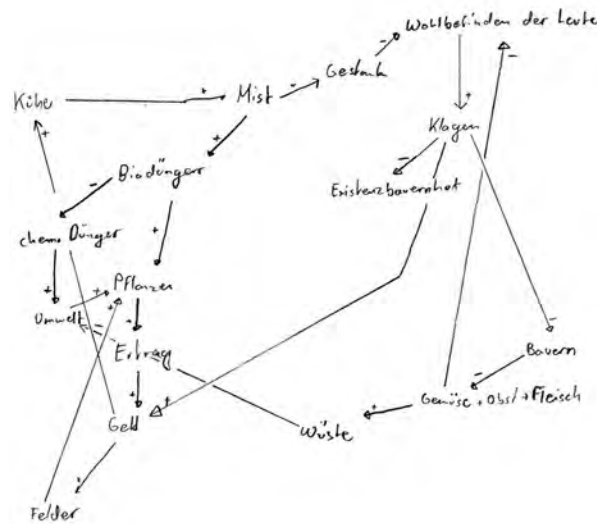 Wohlbefinden der Leute
Gestank
Kühe
Mist
Klagen
Biodünger
Existenzbauernhof
chem. Dünger
Pflanzen
Umwelt
Ertrag
Bauern
Gemüse + Obst + Fleisch
Geld
Wüste
Felder